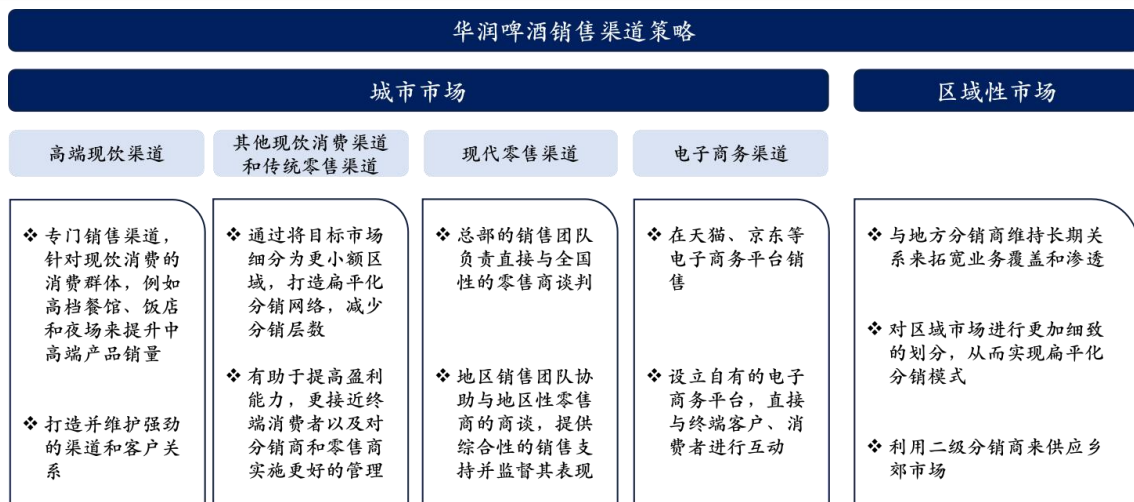 华润啤酒销售渠道策略
城市市场
区域性市场
高端现饮渠道
其他现饮消费渠道
和传统零售渠道
现代零售渠道
电子商务渠道
❖ 专门销售渠道，
针对现饮消费的
消费群体，例如
高档餐馆、饭店
和夜场来提升中
高端产品销量
❖ 打造并维护强劲
的渠道和客户关
系
❖ 通过将目标市场
细分为更小额区
域，打造扁平化
分销网络，减少
分销层数
❖ 有助于提高盈利
能力，更接近终
端消费者以及对
分销商和零售商
实施更好的管理
❖ 总部的销售团队
负责直接与全国
性的零售商谈判
❖ 地区销售团队协
助与地区性零售
商的商谈，提供
综合性的销售支
持并监督其表现
❖ 在天猫、京东等
电子商务平台销
售
❖ 设立自有的电子
商务平台，直接
与终端客户、消
费者进行互动
❖ 与地方分销商维持长期关
系来拓宽业务覆盖和渗透
❖ 对区域市场进行更加细致
的划分，从而实现扁平化
分销模式
❖ 利用二级分销商来供应乡
郊市场